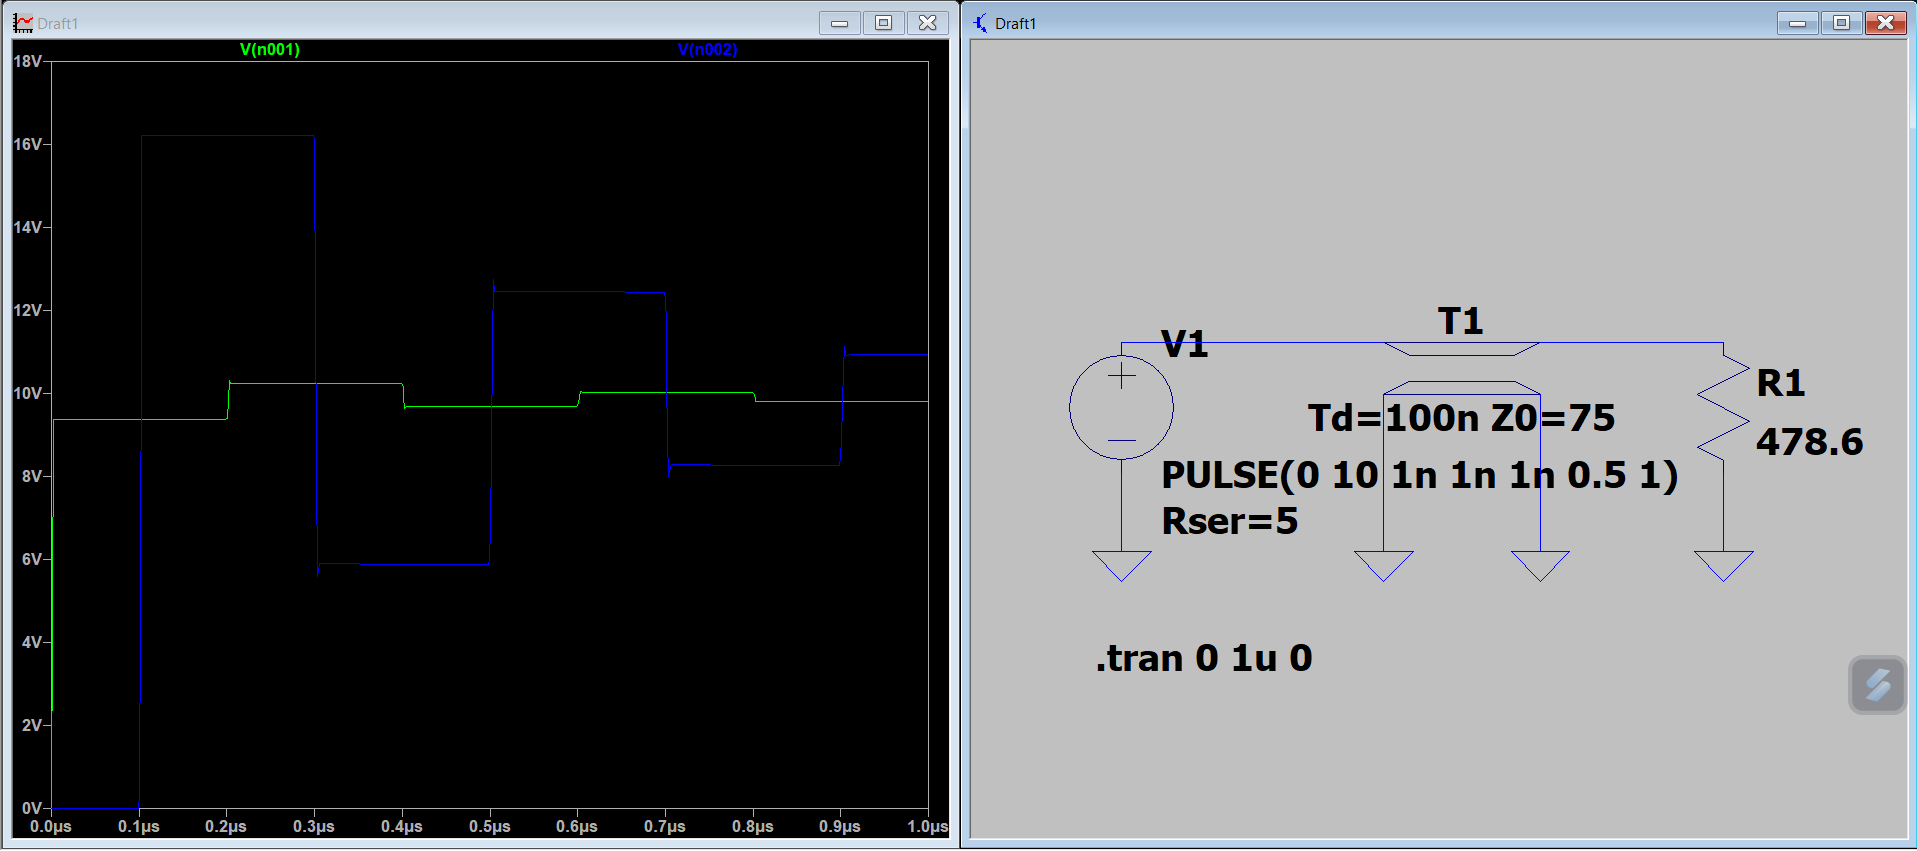 Draft1
V(n001)
V(n002)
18V
16V
14V
12V
10V
8V
6V
4V
2V
0V
0.0µs
0.1µs
0.2µs
0.3µs
0.4µs
0.5µs
0.6µs
0.7µs
0.8µs
0.9µs
1.0µs
Draft1
T1
V1
R1
Td=100n Z0=75
478.6
PULSE(0 10 1n 1n 1n 0.5 1)
Rser=5
.tran 0 1u 0